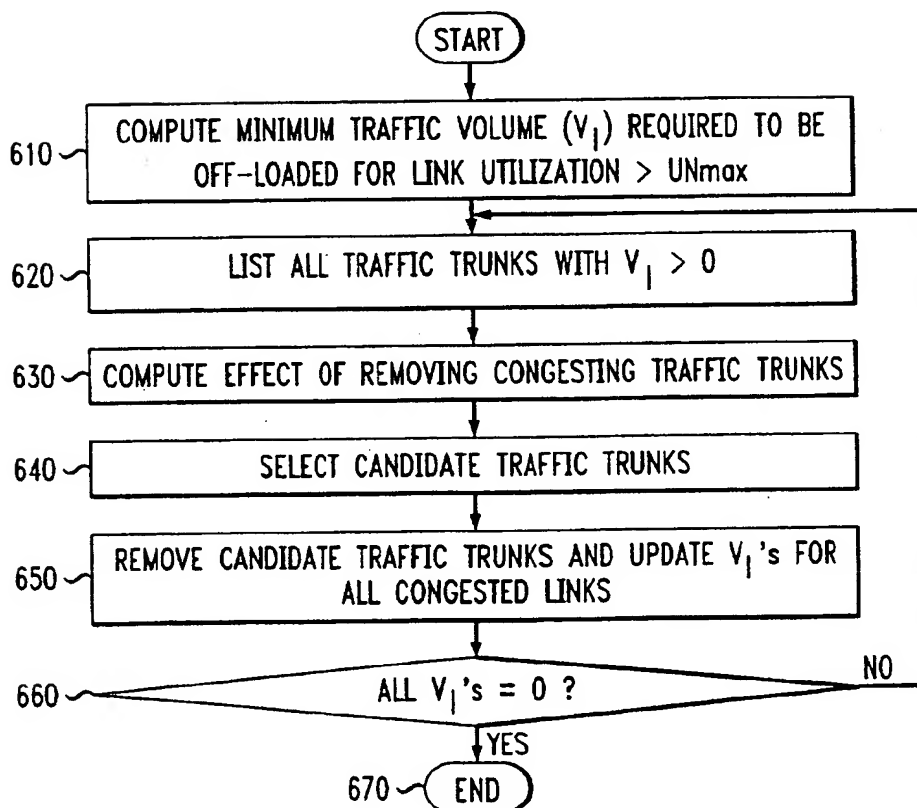 START
610
COMPUTE MINIMUM TRAFFIC VOLUME (V_l) REQUIRED TO BE
OFF-LOADED FOR LINK UTILIZATION > UNmax
620
LIST ALL TRAFFIC TRUNKS WITH V_l > 0
630
COMPUTE EFFECT OF REMOVING CONGESTING TRAFFIC TRUNKS
640
SELECT CANDIDATE TRAFFIC TRUNKS
650
REMOVE CANDIDATE TRAFFIC TRUNKS AND UPDATE V_l'S FOR
ALL CONGESTED LINKS
660
ALL V_l'S = 0 ?
NO
YES
670
END